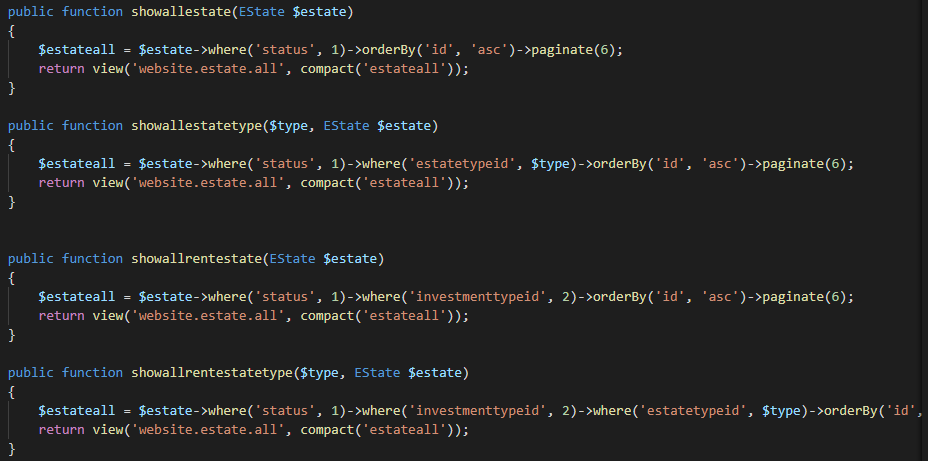 public function showallestate(EState $estate)
{
    $estateall = $estate->where('status', 1)->orderBy('id', 'asc')->paginate(6);
    return view('website.estate.all', compact('estateall'));
}
public function showallestatetype($type, EState $estate)
{
    $estateall = $estate->where('status', 1)->where('estatetypeid', $type)->orderBy('id', 'asc')->paginate(6);
    return view('website.estate.all', compact('estateall'));
}
public function showallrentestate(EState $estate)
{
    $estateall = $estate->where('status', 1)->where('investmenttypeid', 2)->orderBy('id', 'asc')->paginate(6);
    return view('website.estate.all', compact('estateall'));
}
public function showallrentestatetype($type, EState $estate)
{
    $estateall = $estate->where('status', 1)->where('investmenttypeid', 2)->where('estatetypeid', $type)->orderBy('id',
    return view('website.estate.all', compact('estateall'));
}